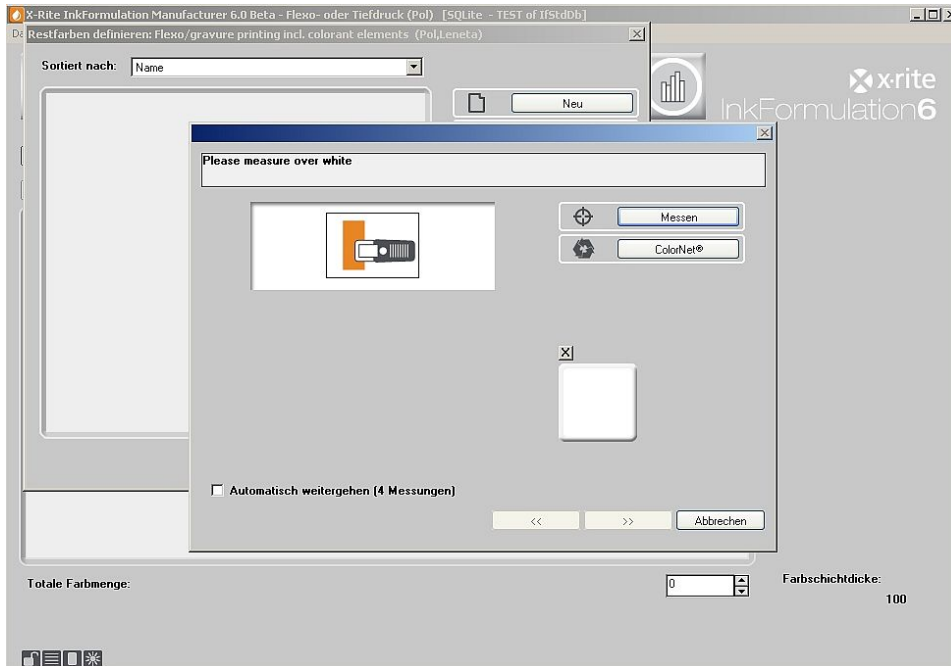 X-Rite InkFormulation Manufacturer 6.0 Beta - Flexo- oder Tiefdruck (Pol) [SQLite - TEST of IfStdDb]
Restfarben definieren: Flexo/gravure printing incl. colorant elements (Pol,Leneta)
Sortiert nach:
Name
Neu
x·rite
InkFormulation6
Please measure over white
Messen
ColorNet®
Automatisch weitergehen (4 Messungen)
<<
>>
Abbrechen
Totale Farbmenge:
0
Farbschichtdicke:
100